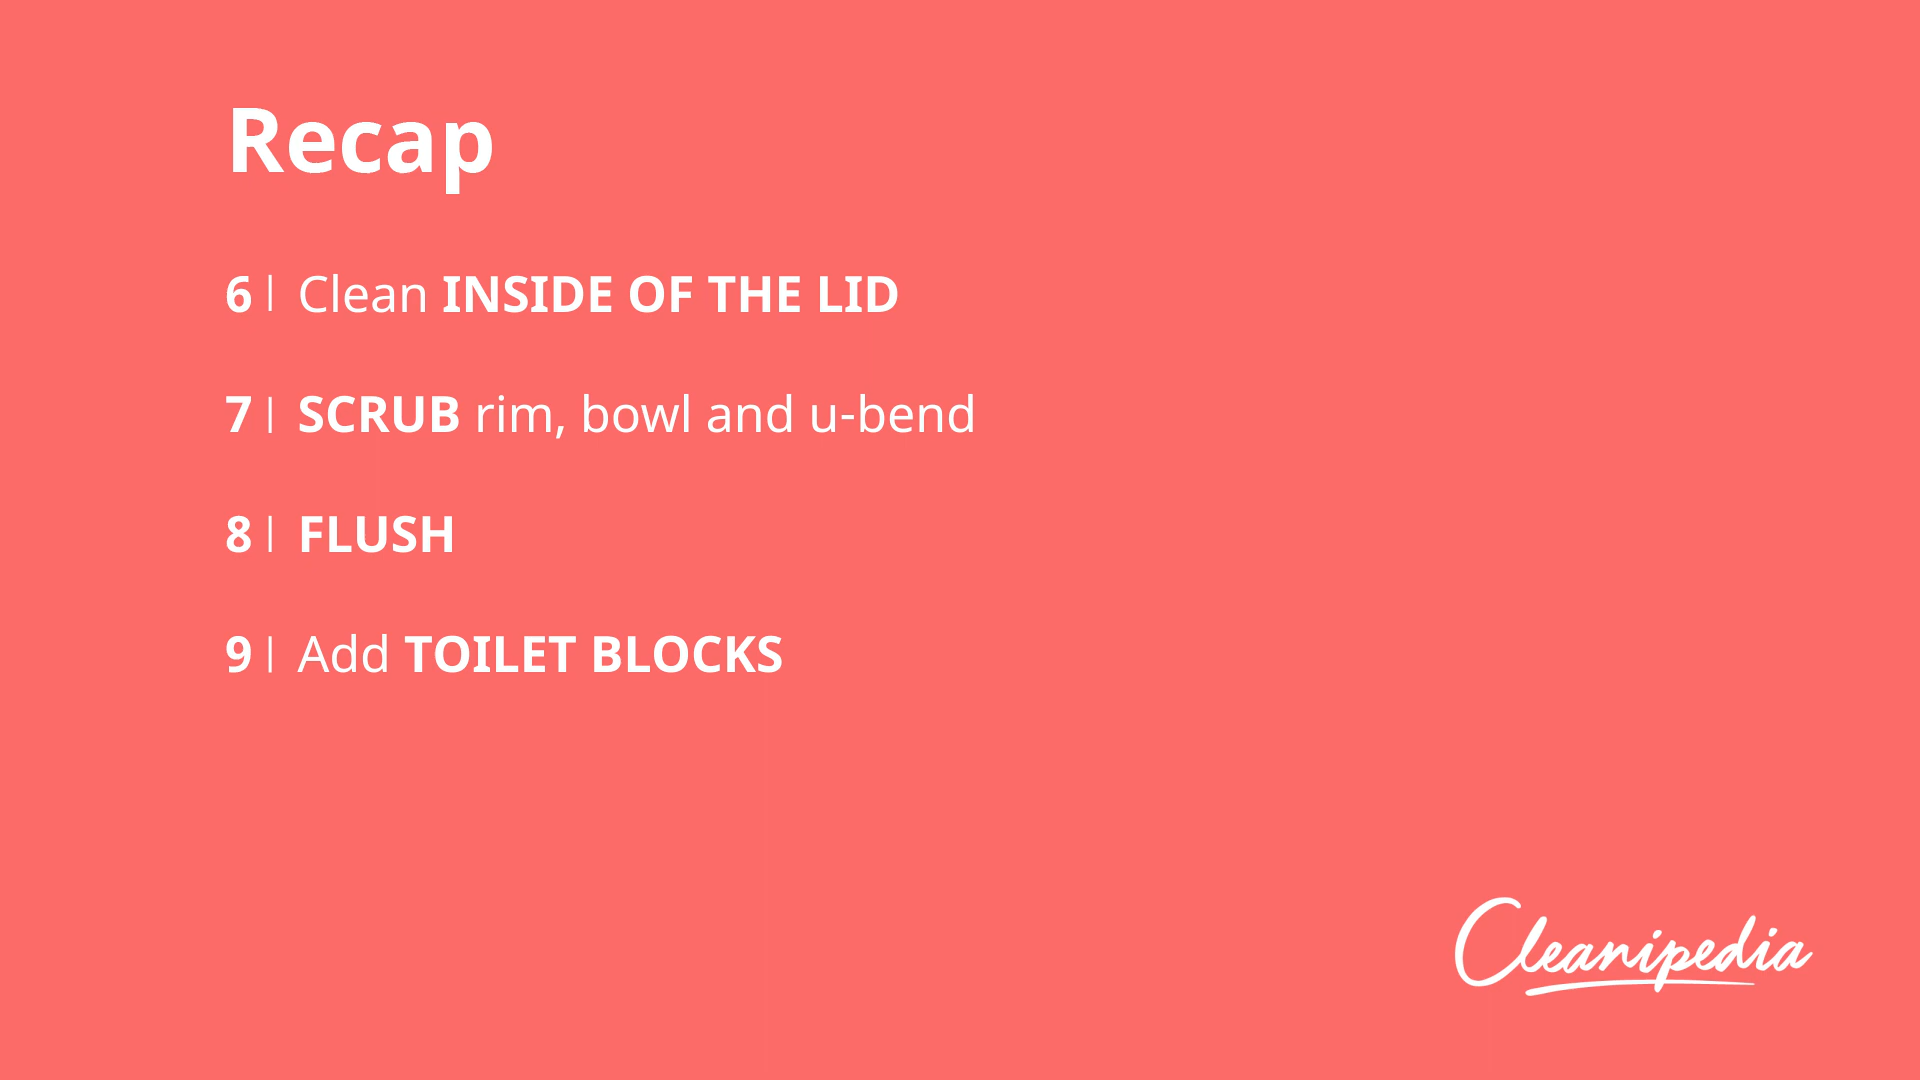 Recap
6 | Clean INSIDE OF THE LID
7 | SCRUB rim, bowl and u-bend
8 | FLUSH
9 | Add TOILET BLOCKS
Cleanipedia